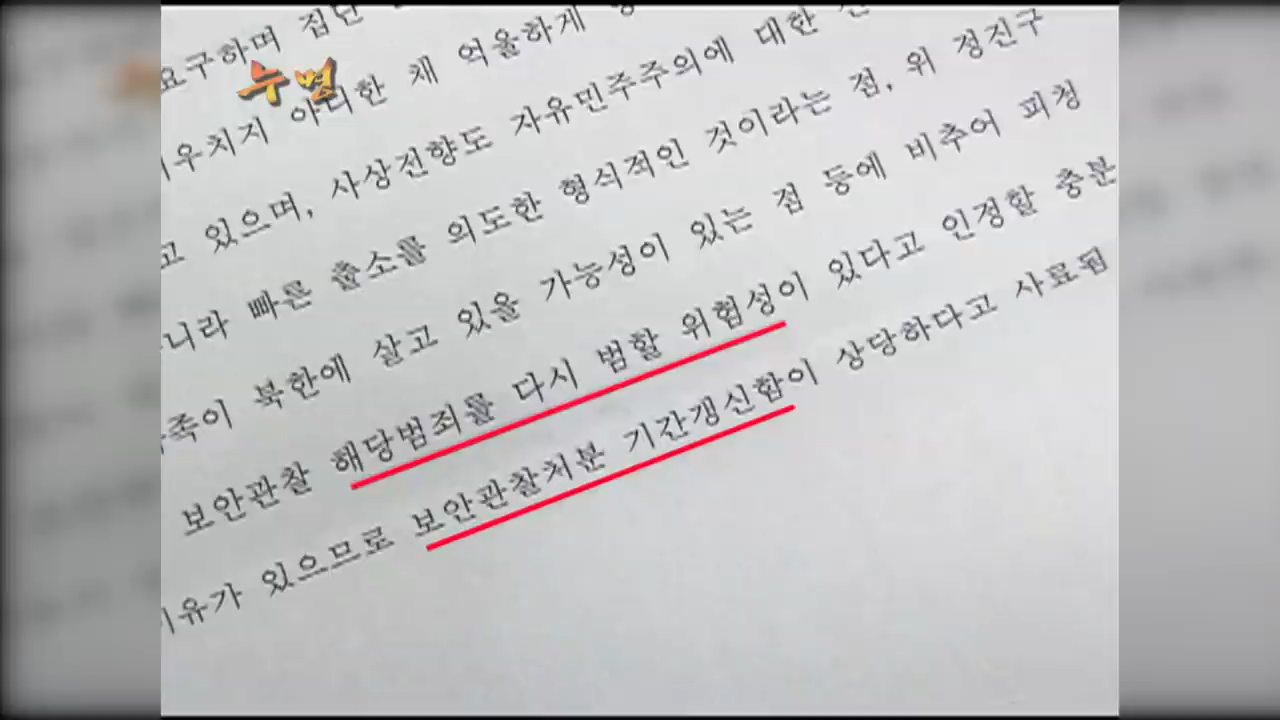 요구하며 집단
누명
우치지 아니한 채 억울하게
고 있으며, 사상전향도 자유민주주의에 대한
니라 빠른 출소를 의도한 형식적인 것이라는 점, 위 정진구
족이 북한에 살고 있을 가능성이 있는 점 등에 비추어 피청
보안관찰 해당범죄를 다시 범할 위험성이 있다고 인정할 충분
이유가 있으므로 보안관찰처분 기간갱신함이 상당하다고 사료됨